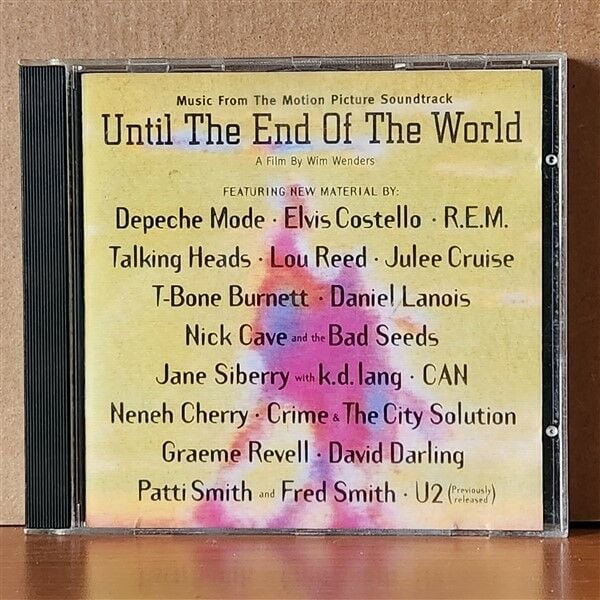 Music From The Motion Picture Soundtrack
Until The End Of The World
A Film By Wim Wenders
FEATURING NEW MATERIAL BY:
Depeche Mode · Elvis Costello · R.E.M.
Talking Heads · Lou Reed · Julee Cruise
T-Bone Burnett · Daniel Lanois
Nick Cave and the Bad Seeds
Jane Siberry with k.d. lang · CAN
Neneh Cherry · Crime & The City Solution
Graeme Revell · David Darling
Patti Smith and Fred Smith · U2 (Previously released)